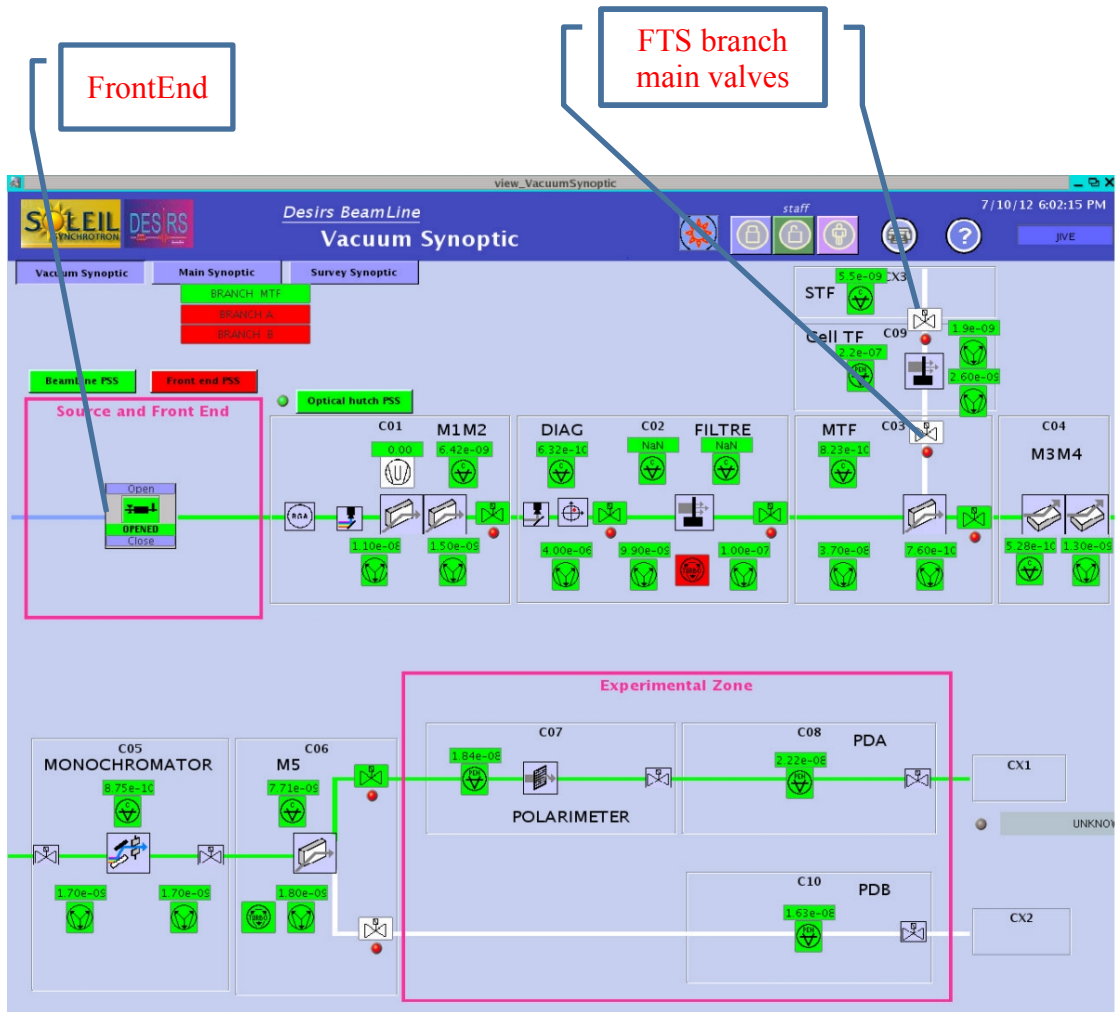 FrontEnd
FTS branch
main valves
view_VacuumSynoptic
SOLEIL
SYNCHROTRON
DESIRS
Desirs BeamLine
Vacuum Synoptic
staff
7/10/12 6:02:15 PM
JIVE
Vacuum Synoptic
Main Synoptic
Survey Synoptic
BRANCH MTF
BRANCH A
BRANCH B
STF
5.5e-09
CX3
Cell TF
C09
2.2e-07
1.9e-09
2.60e-09
BeamLine PSS
Front end PSS
Optical hutch PSS
Source and Front End
Open
OPENED
Close
C01
M1M2
0.00
6.42e-09
1.10e-08
1.50e-09
DIAG
C02
FILTRE
6.32e-10
NaN
NaN
4.00e-06
9.90e-09
TURBO
1.00e-07
MTF
C03
8.23e-10
3.70e-08
7.60e-10
C04
M3M4
5.28e-10
1.30e-09
Experimental Zone
C05
MONOCHROMATOR
8.75e-10
1.70e-09
1.70e-09
C06
M5
7.71e-09
TURBO
1.80e-09
C07
1.84e-08
PEN
POLARIMETER
C08
PDA
2.22e-08
PEN
CX1
UNKNOW
C10
PDB
1.63e-08
PEN
CX2